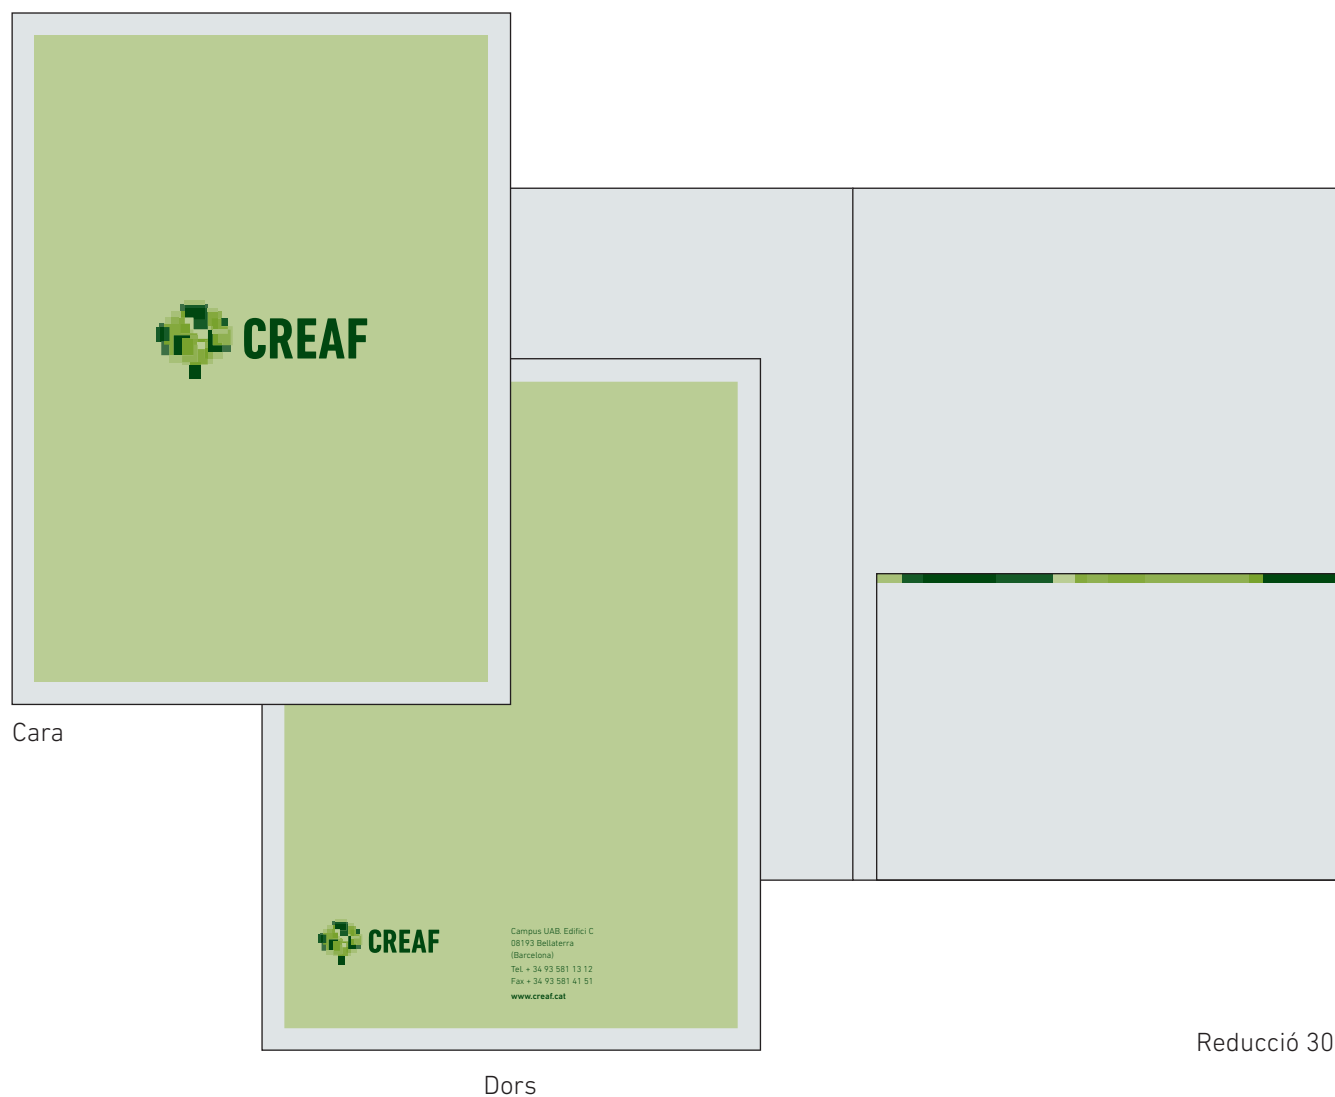 CREAF
Cara
CREAF
Campus UAB. Edifici C
08193 Bellaterra
(Barcelona)
Tel. + 34 93 581 13 12
Fax + 34 93 581 41 51
www.creaf.cat
Reducció 30
Dors